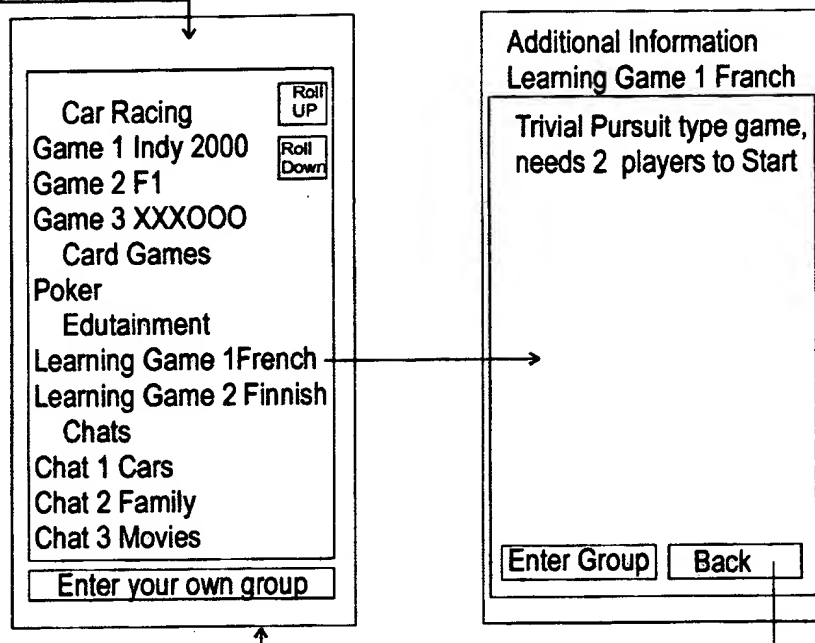 Roll
UP
Car Racing
Game 1 Indy 2000
Roll
Down
Game 2 F1
Game 3 XXXOOO
Card Games
Poker
Edutainment
Learning Game 1French
Learning Game 2 Finnish
Chats
Chat 1 Cars
Chat 2 Family
Chat 3 Movies
Enter your own group
Additional Information
Learning Game 1 Franch
Trivial Pursuit type game,
needs 2 players to Start
Enter Group
Back